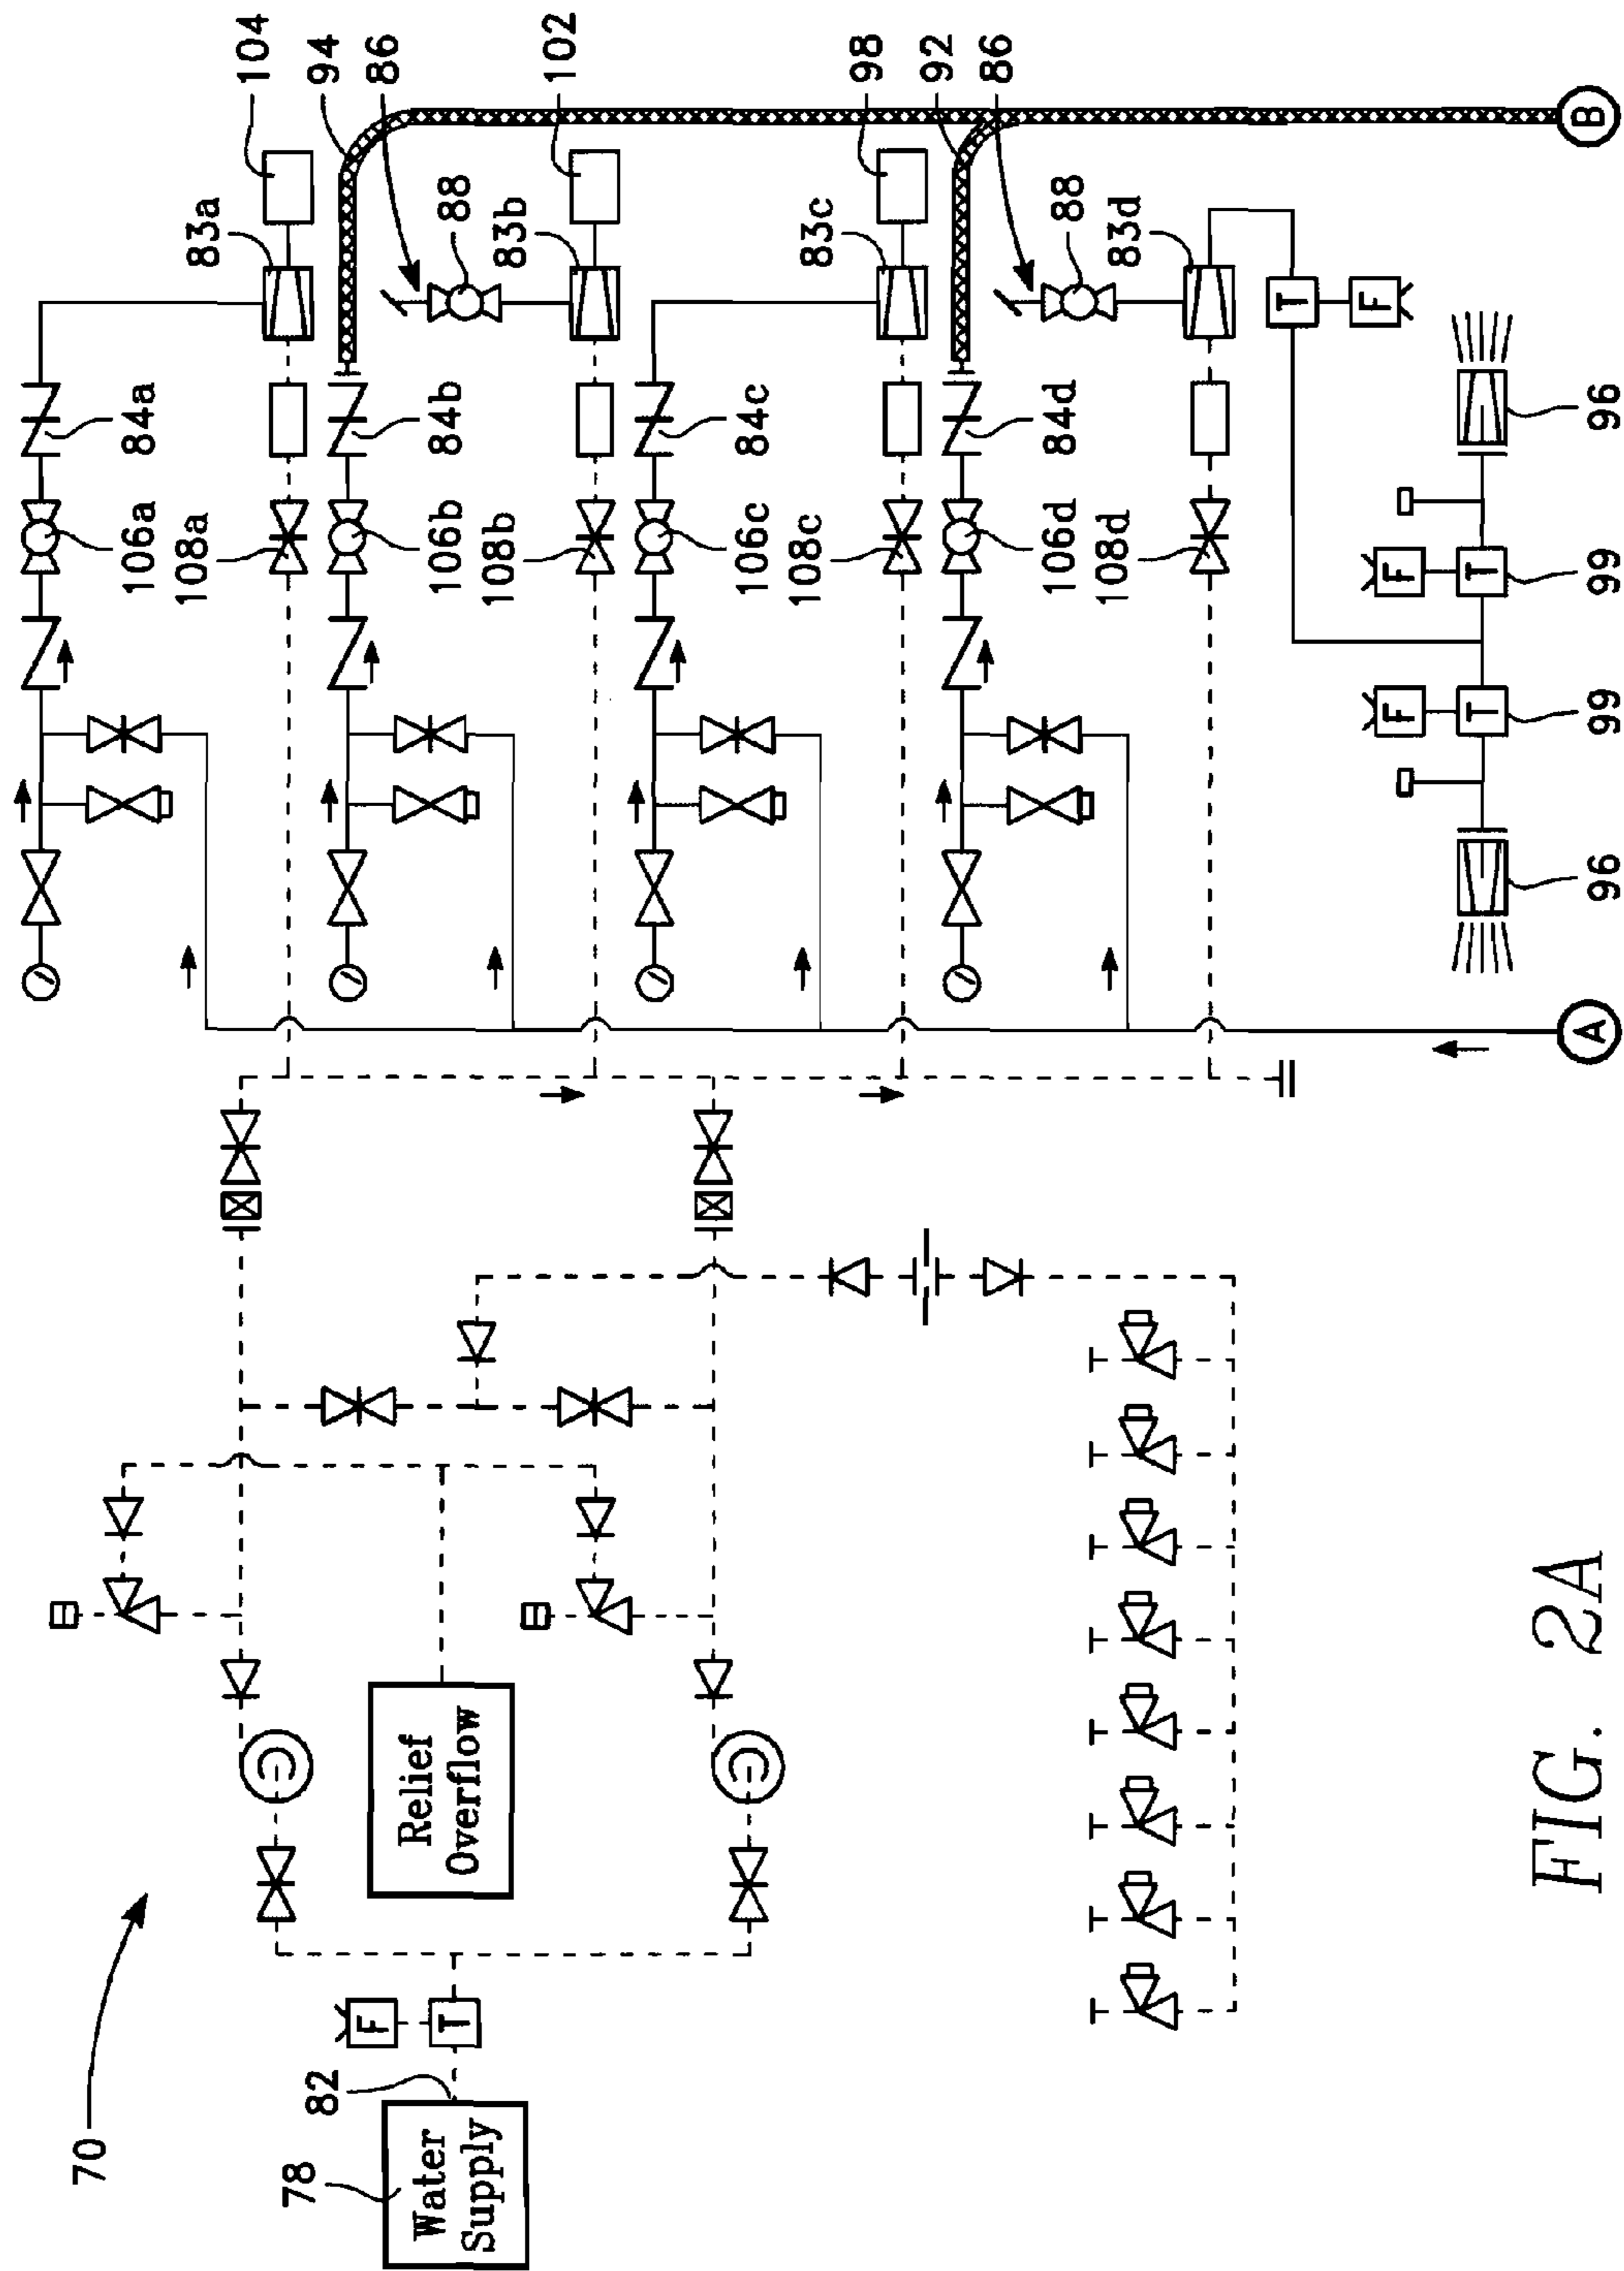 70
78
Water
Supply
82
F
T
Relief
Overflow
84a
106a
108a
83a
104
94
86
84b
106b
108b
88
83b
102
84c
106c
108c
83c
98
92
86
84d
106d
108d
88
83d
T
F
F
T
99
F
T
99
96
96
A
B
FIG. 2A